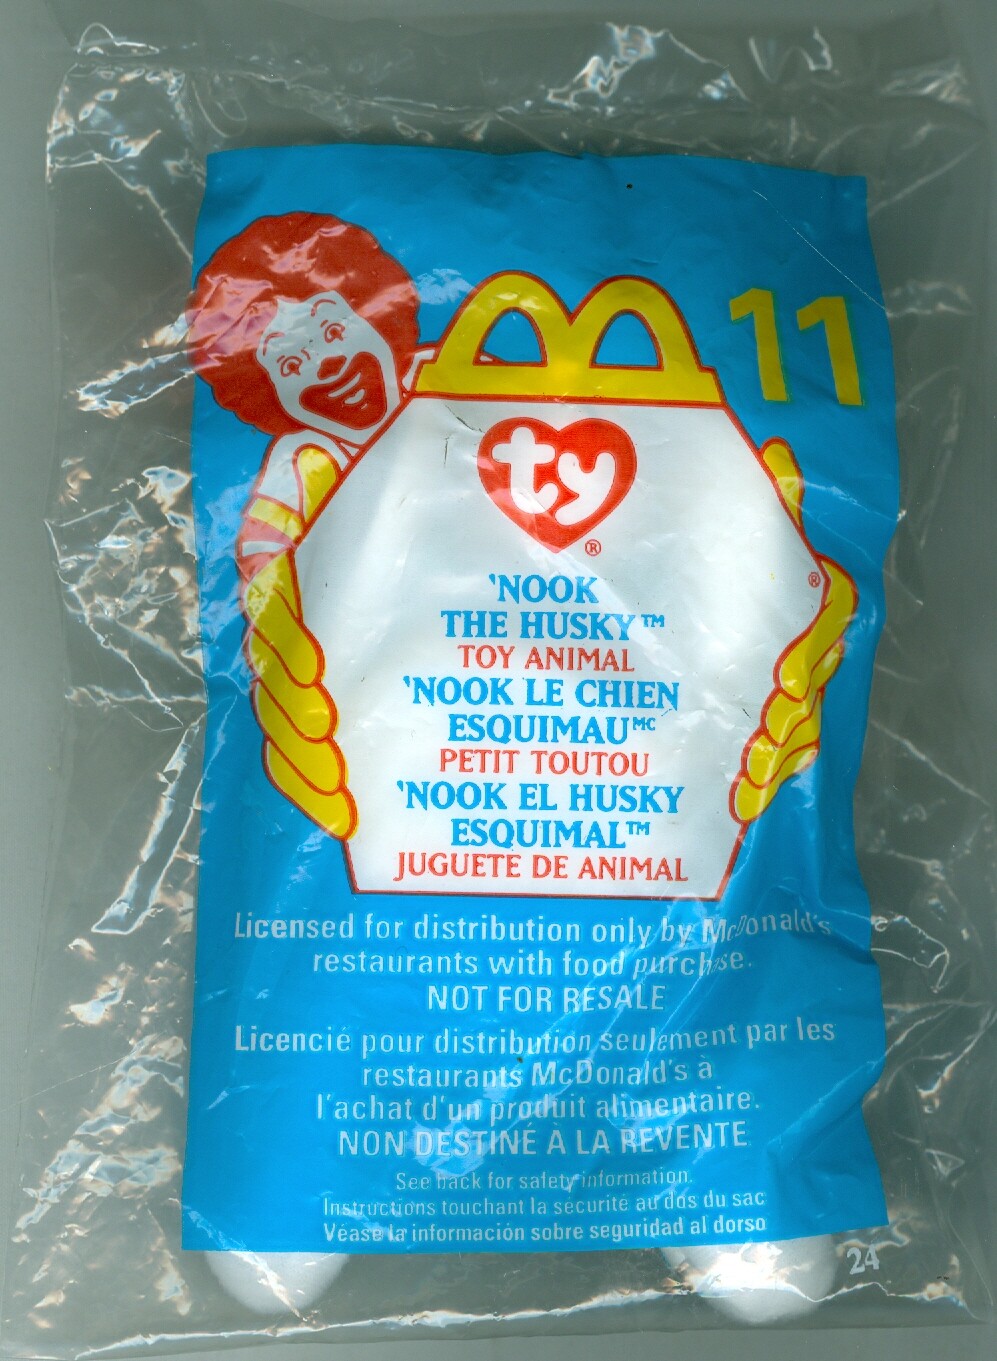 11
ty®
®
'NOOK
THE HUSKY™
TOY ANIMAL
'NOOK LE CHIEN
ESQUIMAU MC
PETIT TOUTOU
'NOOK EL HUSKY
ESQUIMAL™
JUGUETE DE ANIMAL
Licensed for distribution only by McDonald's
restaurants with food purchase.
NOT FOR RESALE
Licencié pour distribution seulement par les
restaurants McDonald's à
l'achat d'un produit alimentaire.
NON DESTINÉ À LA REVENTE
See back for safety information.
Instructions touchant la sécurité au dos du sac
Véase la información sobre seguridad al dorso
24